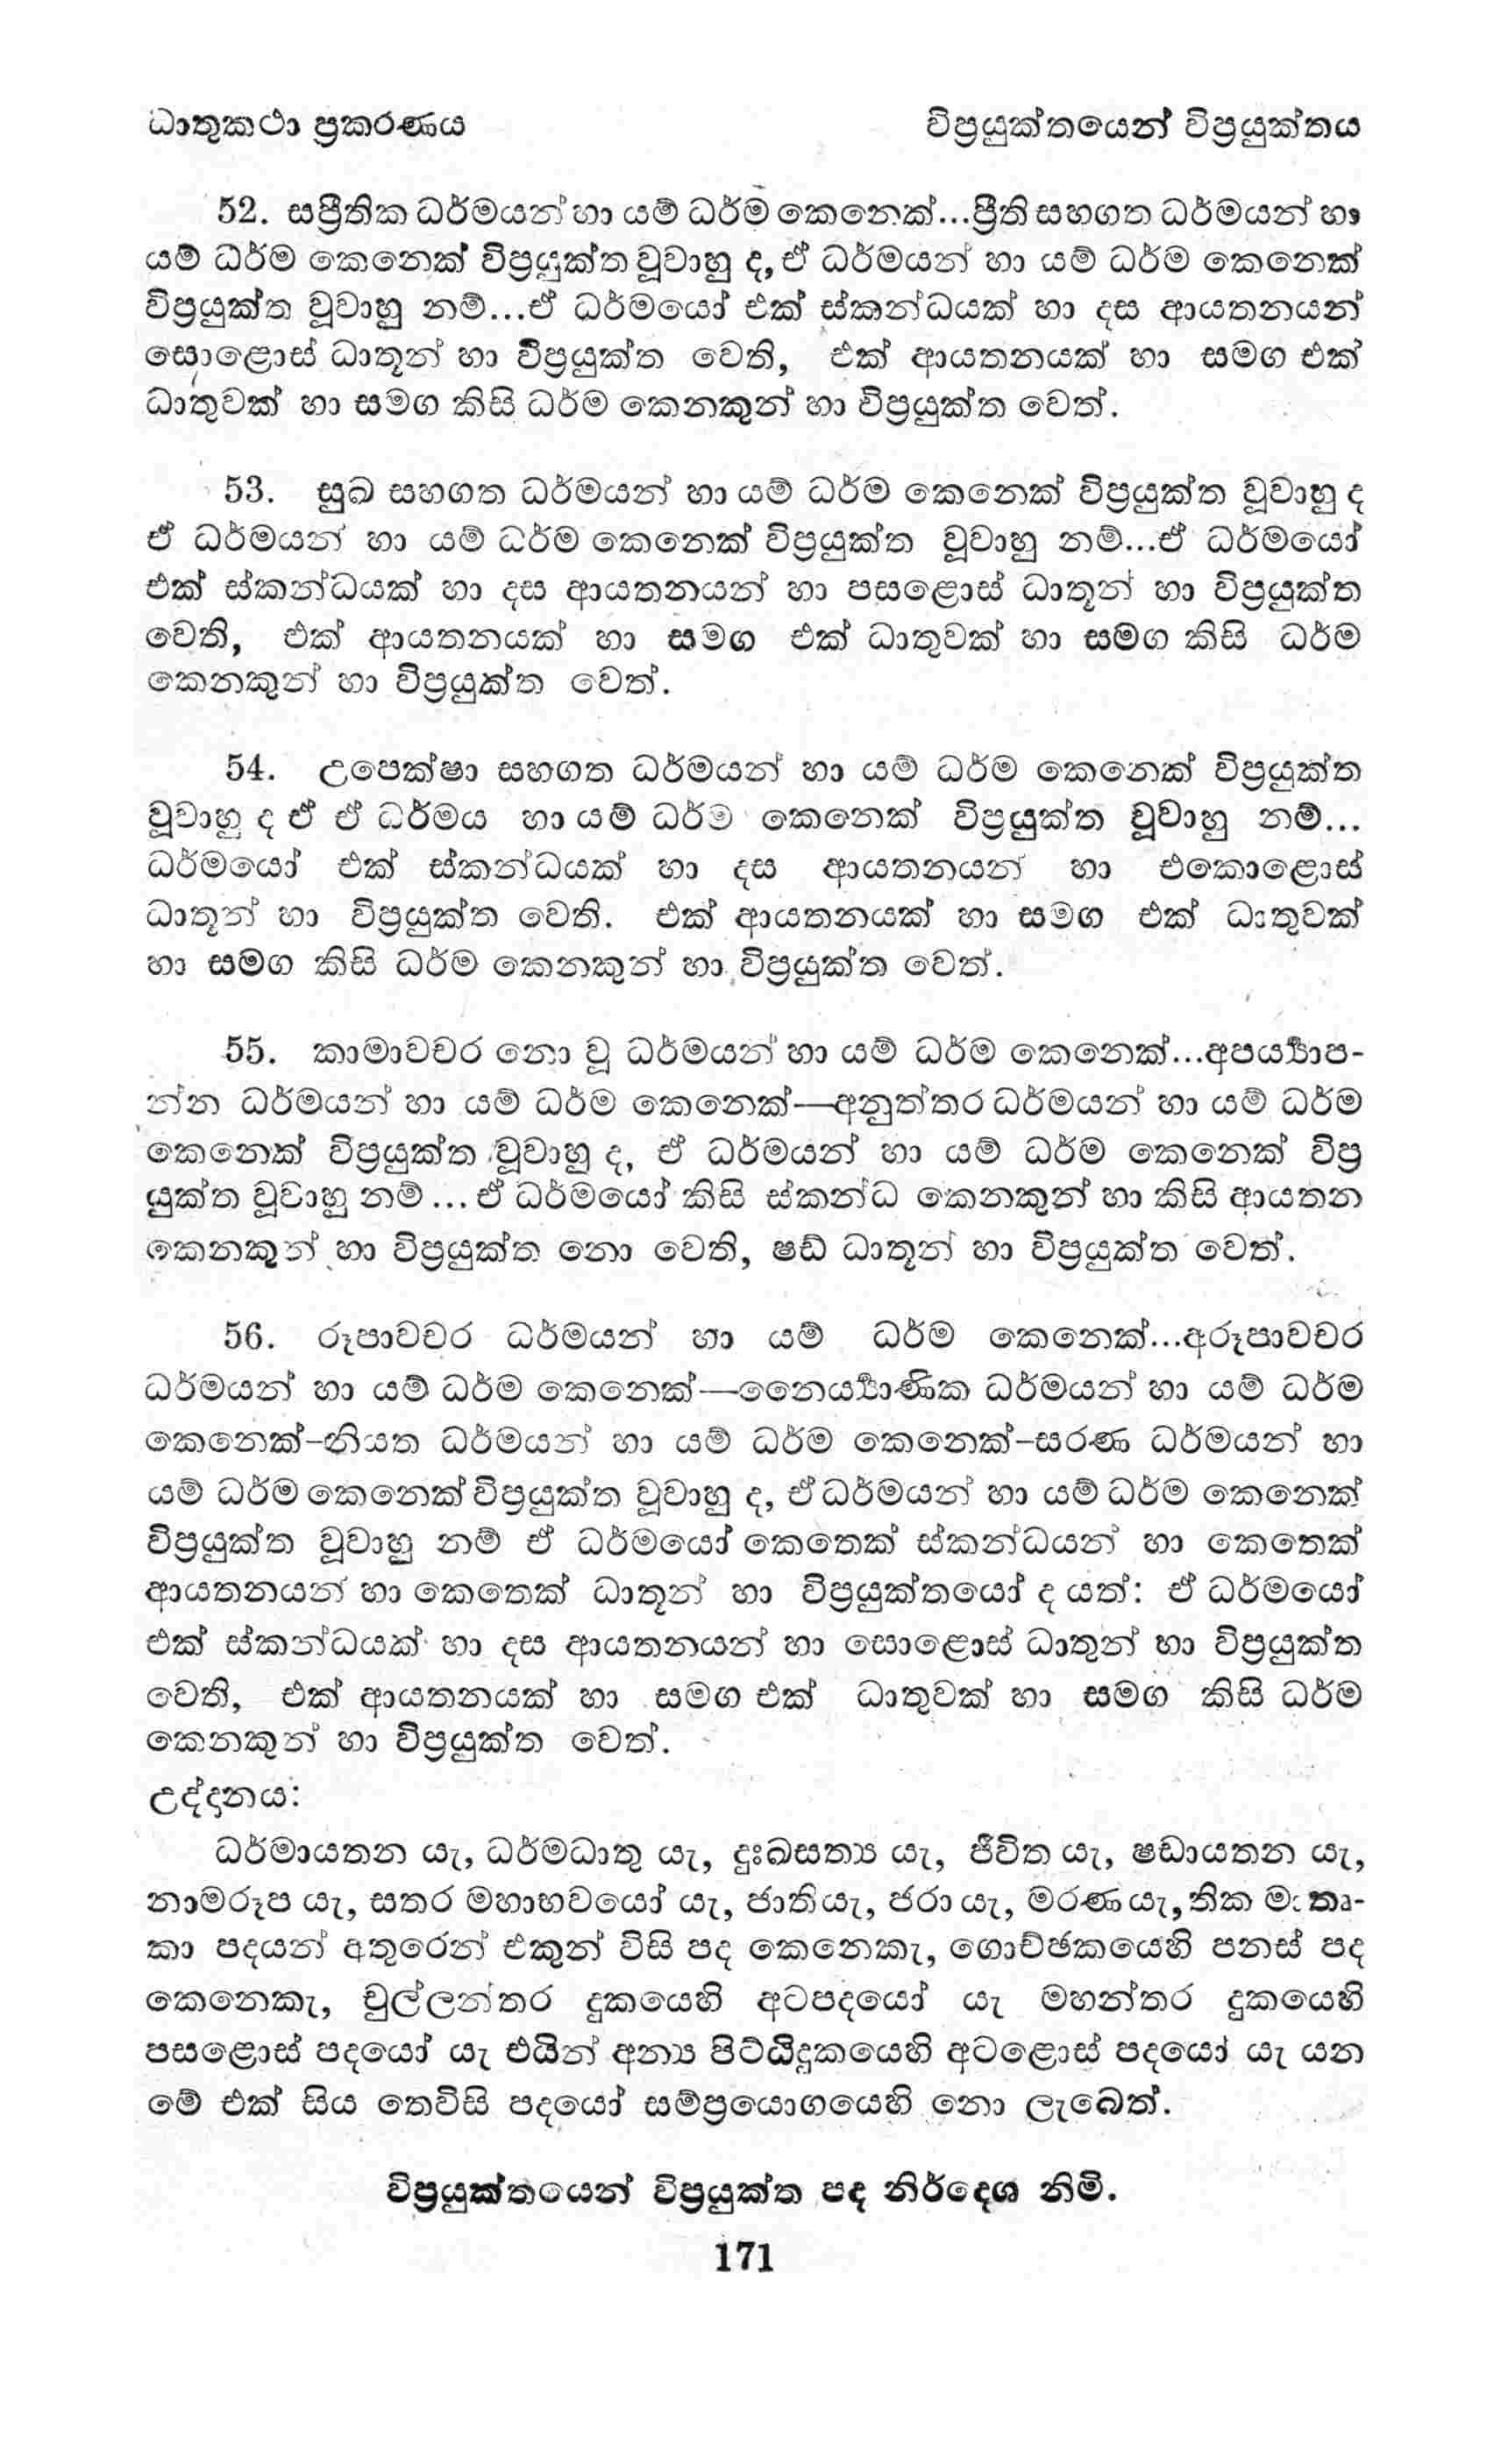 ධාතුකථා ප්‍රකරණය
විප්‍රයුක්තයෙන් විප්‍රයුක්තය
52. සප්‍රීතික ධර්මයන් හා යම් ධර්ම කෙනෙක්...ප්‍රීති සහගත ධර්මයන් හා
යම් ධර්ම කෙනෙක් විප්‍රයුක්ත වූවාහු ද, ඒ ධර්මයන් හා යම් ධර්ම කෙනෙක්
විප්‍රයුක්ත වූවාහු නම්...ඒ ධර්මයෝ එක් ස්කන්ධයක් හා දස ආයතනයන්
සොළොස් ධාතූන් හා විප්‍රයුක්ත වෙති, එක් ආයතනයක් හා සමග එක්
ධාතුවක් හා සමග කිසි ධර්ම කෙනකුන් හා විප්‍රයුක්ත වෙත්.
53. සුඛ සහගත ධර්මයන් හා යම් ධර්ම කෙනෙක් විප්‍රයුක්ත වූවාහු ද
ඒ ධර්මයන් හා යම් ධර්ම කෙනෙක් විප්‍රයුක්ත වූවාහු නම්...ඒ ධර්මයෝ
එක් ස්කන්ධයක් හා දස ආයතනයන් හා පසළොස් ධාතූන් හා විප්‍රයුක්ත
වෙති, එක් ආයතනයක් හා සමග එක් ධාතුවක් හා සමග කිසි ධර්ම
කෙනකුන් හා විප්‍රයුක්ත වෙත්.
54. උපෙක්ෂා සහගත ධර්මයන් හා යම් ධර්ම කෙනෙක් විප්‍රයුක්ත
වූවාහු ද ඒ ඒ ධර්මය හා යම් ධර්ම කෙනෙක් විප්‍රයුක්ත වූවාහු නම්...
ධර්මයෝ එක් ස්කන්ධයක් හා දස ආයතනයන් හා එකොළොස්
ධාතූන් හා විප්‍රයුක්ත වෙති. එක් ආයතනයක් හා සමග එක් ධාතුවක්
හා සමග කිසි ධර්ම කෙනකුන් හා විප්‍රයුක්ත වෙත්.
55. කාමාවචර නො වූ ධර්මයන් හා යම් ධර්ම කෙනෙක්...අපර්‍ය්‍යාප-
න්න ධර්මයන් හා යම් ධර්ම කෙනෙක්—අනුත්තර ධර්මයන් හා යම් ධර්ම
කෙනෙක් විප්‍රයුක්ත වූවාහු ද, ඒ ධර්මයන් හා යම් ධර්ම කෙනෙක් විප්‍ර
යුක්ත වූවාහු නම් ... ඒ ධර්මයෝ කිසි ස්කන්ධ කෙනකුන් හා කිසි ආයතන
කෙනකුන් හා විප්‍රයුක්ත නො වෙති, ෂඩ් ධාතූන් හා විප්‍රයුක්ත වෙත්.
56. රූපාවචර ධර්මයන් හා යම් ධර්ම කෙනෙක්...අරූපාවචර
ධර්මයන් හා යම් ධර්ම කෙනෙක්—නෛර්‍ය්‍යාණික ධර්මයන් හා යම් ධර්ම
කෙනෙක්-නියත ධර්මයන් හා යම් ධර්ම කෙනෙක්-සරණ ධර්මයන් හා
යම් ධර්ම කෙනෙක් විප්‍රයුක්ත වූවාහු ද, ඒ ධර්මයන් හා යම් ධර්ම කෙනෙක්
විප්‍රයුක්ත වූවාහු නම් ඒ ධර්මයෝ කෙතෙක් ස්කන්ධයන් හා කෙතෙක්
ආයතනයන් හා කෙතෙක් ධාතූන් හා විප්‍රයුක්තයෝ ද යත්: ඒ ධර්මයෝ
එක් ස්කන්ධයක් හා දස ආයතනයන් හා සොළොස් ධාතුන් හා විප්‍රයුක්ත
වෙති, එක් ආයතනයක් හා සමග එක් ධාතුවක් හා සමග කිසි ධර්ම
කෙනකුන් හා විප්‍රයුක්ත වෙත්.
උද්දානය:
ධර්මායතන යැ, ධර්මධාතු යැ, දුඃඛසත්‍ය යැ, ජීවිත යැ, ෂඩායතන යැ,
නාමරූප යැ, සතර මහාභවයෝ යැ, ජාතියැ, ජරා යැ, මරණ යැ, තික මාතෘ-
කා පදයන් අතුරෙන් එකුන් විසි පද කෙනෙකැ, ගොච්ඡකයෙහි පනස් පද
කෙනෙකැ, චුල්ලන්තර දුකයෙහි අටපදයෝ යැ මහන්තර දුකයෙහි
පසළොස් පදයෝ යැ එයින් අන්‍ය පිට්ඨිදුකයෙහි අටළොස් පදයෝ යැ යන
මේ එක් සිය තෙවිසි පදයෝ සම්ප්‍රයොගයෙහි නො ලැබෙත්.
විප්‍රයුක්තයෙන් විප්‍රයුක්ත පද නිර්දෙශ නිමි.
171